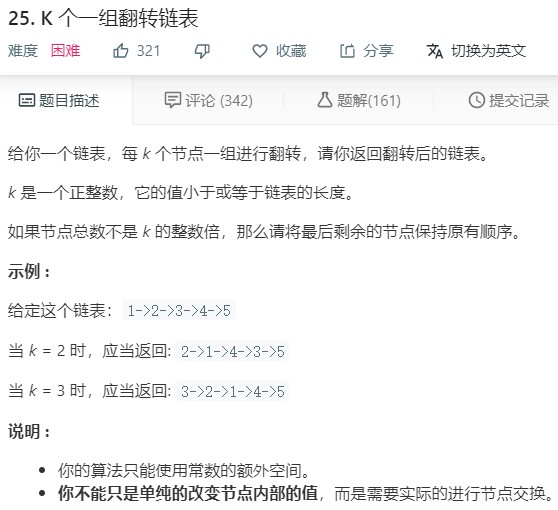 25. K 个一组翻转链表
难度 困难 321 收藏 分享 切换为英文
题目描述 评论 (342) 题解(161) 提交记录
给你一个链表，每 k 个节点一组进行翻转，请你返回翻转后的链表。
k 是一个正整数，它的值小于或等于链表的长度。
如果节点总数不是 k 的整数倍，那么请将最后剩余的节点保持原有顺序。
示例 :
给定这个链表：1->2->3->4->5
当 k = 2 时，应当返回: 2->1->4->3->5
当 k = 3 时，应当返回: 3->2->1->4->5
说明 :
你的算法只能使用常数的额外空间。
你不能只是单纯的改变节点内部的值，而是需要实际的进行节点交换。